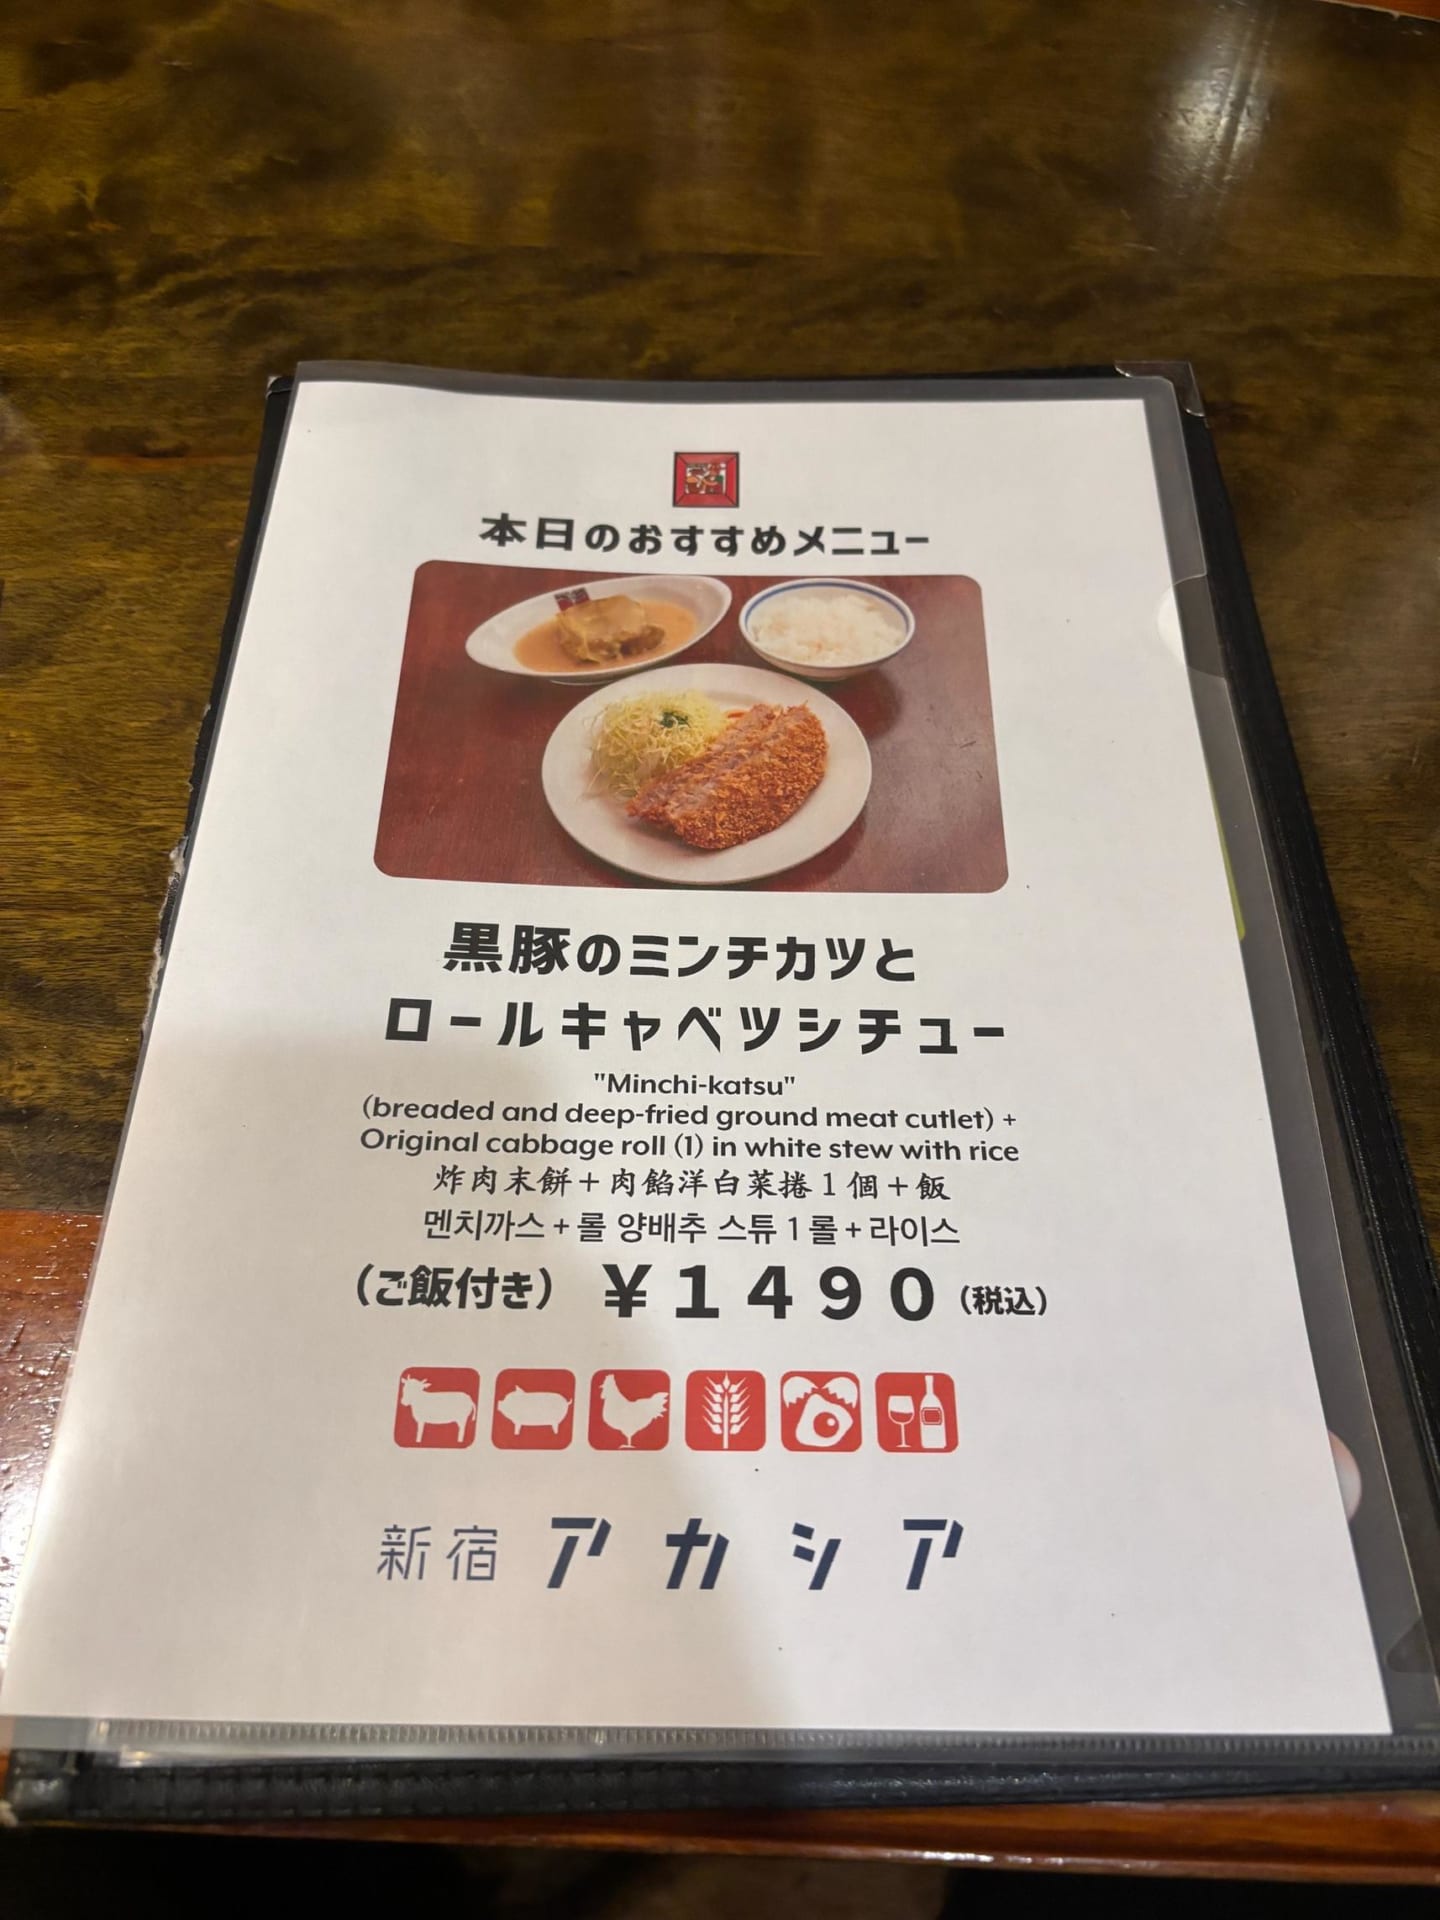 本日のおすすめメニュー
黒豚のミンチカツと
ロールキャベツシチュー
"Minchi-katsu"
(breaded and deep-fried ground meat cutlet) +
Original cabbage roll (1) in white stew with rice
炸肉末餅＋肉餡洋白菜捲１個＋飯
멘치까스 + 롤 양배추 스튜 1 롤 + 라이스
（ご飯付き） ￥１４９０（税込）
新宿 アカシア